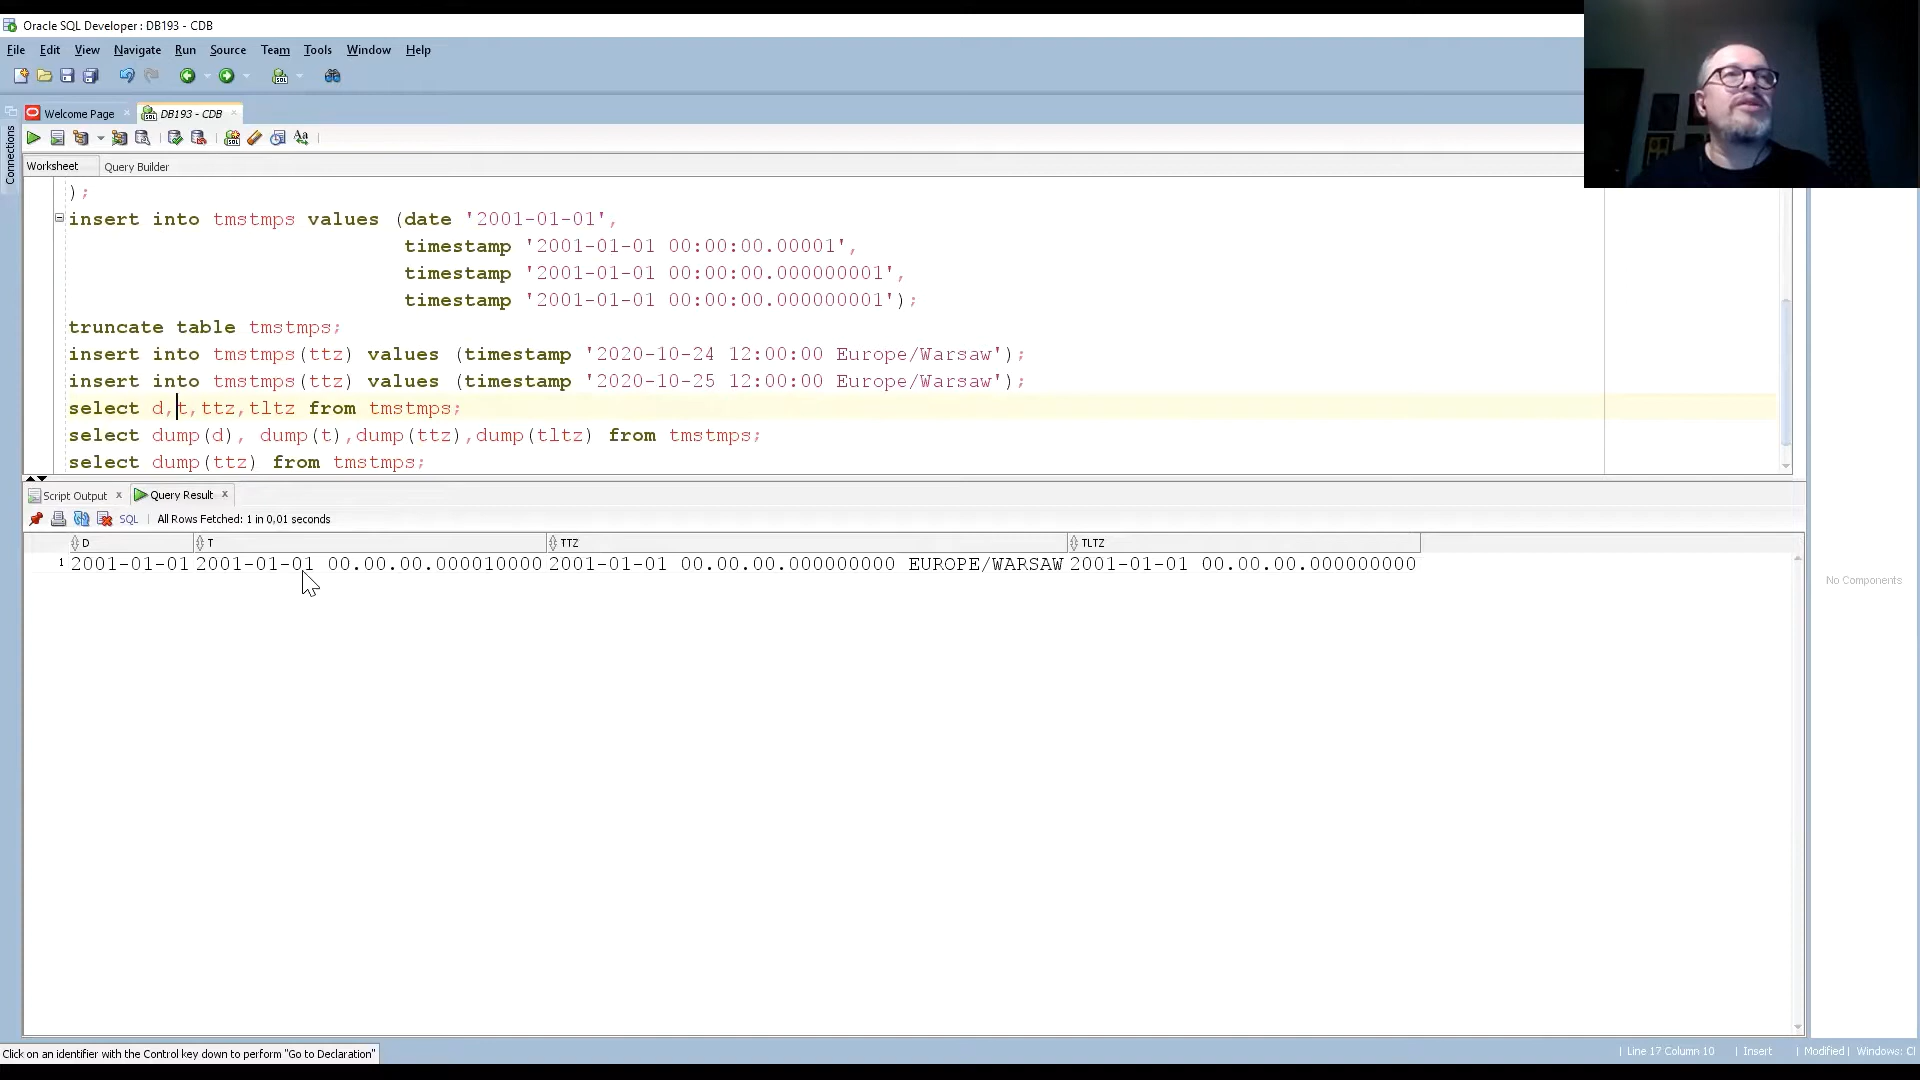 Oracle SQL Developer : DB193 - CDB
File Edit View Navigate Run Source Team Tools Window Help
Welcome Page DB193 - CDB
Connections
Worksheet Query Builder
);
insert into tmstmps values (date '2001-01-01',
timestamp '2001-01-01 00:00:00.00001',
timestamp '2001-01-01 00:00:00.000000001',
timestamp '2001-01-01 00:00:00.000000001');
truncate table tmstmps;
insert into tmstmps(ttz) values (timestamp '2020-10-24 12:00:00 Europe/Warsaw');
insert into tmstmps(ttz) values (timestamp '2020-10-25 12:00:00 Europe/Warsaw');
select d,t,ttz,tltz from tmstmps;
select dump(d), dump(t),dump(ttz),dump(tltz) from tmstmps;
select dump(ttz) from tmstmps;
Script Output x Query Result x
SQL | All Rows Fetched: 1 in 0,01 seconds
D T TTZ TLTZ
1 2001-01-01 2001-01-01 00.00.00.000010000 2001-01-01 00.00.00.000000000 EUROPE/WARSAW 2001-01-01 00.00.00.000000000
No Components
Click on an identifier with the Control key down to perform "Go to Declaration"
| Line 17 Column 10 | Insert | Modified | Windows: Cl